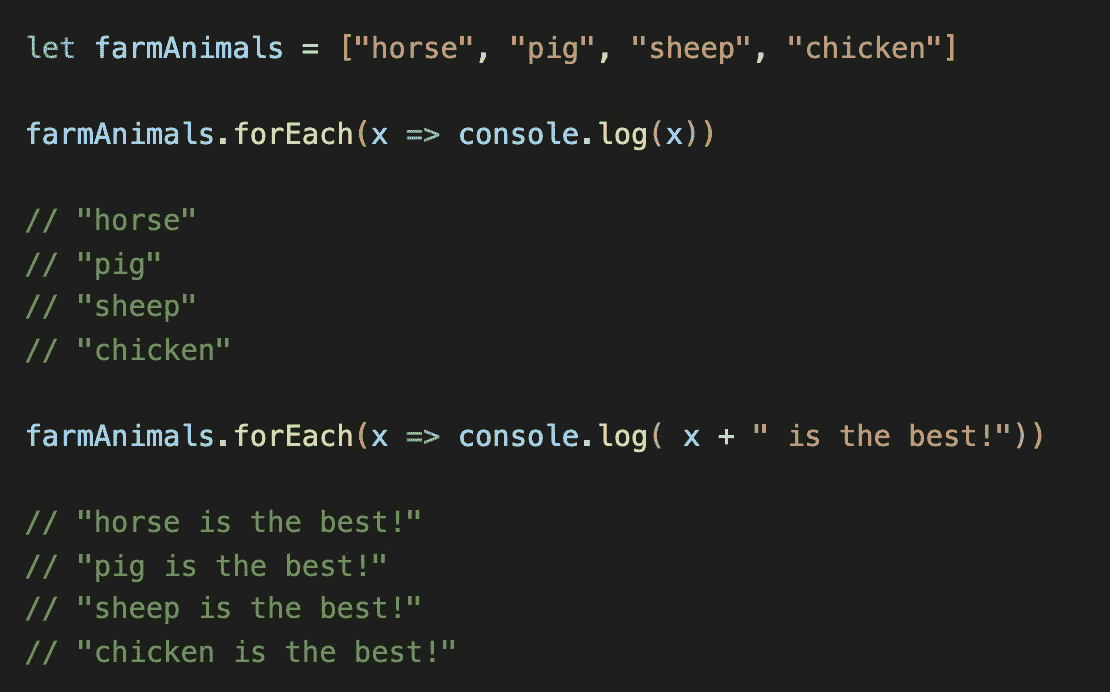 let farmAnimals = ["horse", "pig", "sheep", "chicken"]
farmAnimals.forEach(x => console.log(x))
// "horse"
// "pig"
// "sheep"
// "chicken"
farmAnimals.forEach(x => console.log( x + " is the best!"))
// "horse is the best!"
// "pig is the best!"
// "sheep is the best!"
// "chicken is the best!"